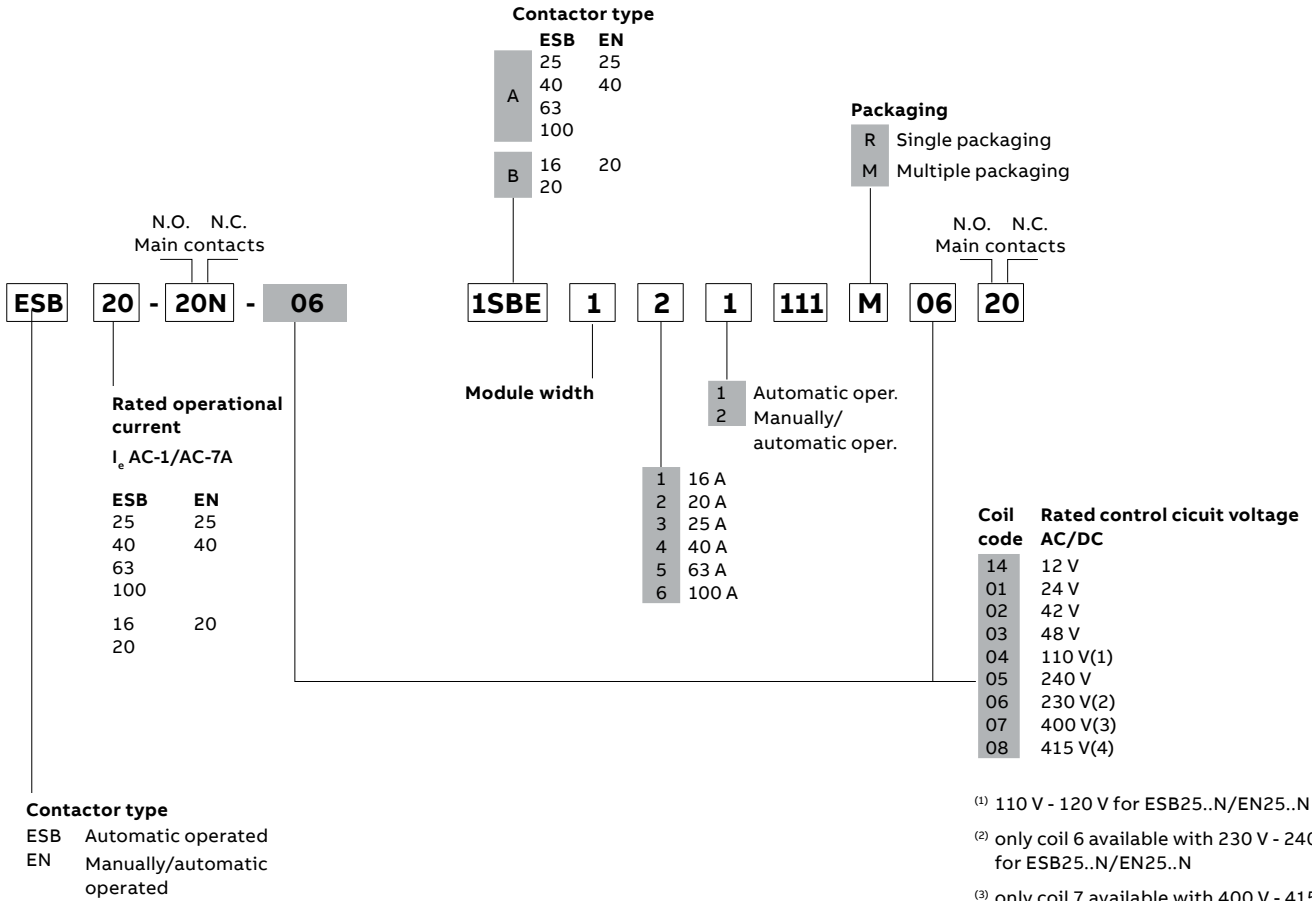 Contactor type
ESB EN
A
25 25
40 40
63
100
B
16 20
20
Packaging
R Single packaging
M Multiple packaging
N.O. N.C.
Main contacts
N.O. N.C.
Main contacts
ESB 20 - 20N - 06
1SBE 1 2 1 111 M 06 20
Rated operational
current
Ie AC-1/AC-7A
ESB EN
25 25
40 40
63
100
16 20
20
Module width
1 Automatic oper.
2 Manually/
automatic oper.
1 16 A
2 20 A
3 25 A
4 40 A
5 63 A
6 100 A
Coil Rated control cicuit voltage
code AC/DC
14 12 V
01 24 V
02 42 V
03 48 V
04 110 V(1)
05 240 V
06 230 V(2)
07 400 V(3)
08 415 V(4)
Contactor type
ESB Automatic operated
EN Manually/automatic
operated
(1) 110 V - 120 V for ESB25..N/EN25..N
(2) only coil 6 available with 230 V - 240
for ESB25..N/EN25..N
(3) only coil 7 available with 400 V - 415